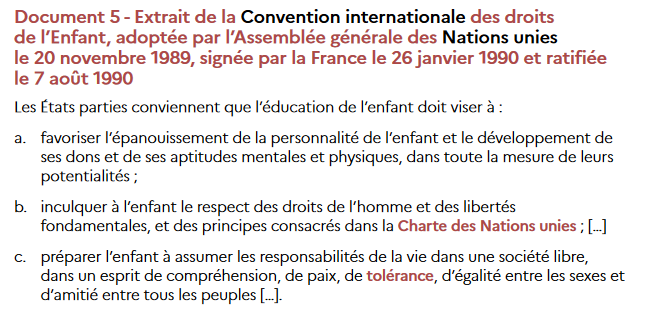 Document 5 - Extrait de la Convention internationale des droits
de l’Enfant, adoptée par l’Assemblée générale des Nations unies
le 20 novembre 1989, signée par la France le 26 janvier 1990 et ratifiée
le 7 août 1990
Les États parties conviennent que l’éducation de l’enfant doit viser à :
a. favoriser l’épanouissement de la personnalité de l’enfant et le développement de
ses dons et de ses aptitudes mentales et physiques, dans toute la mesure de leurs
potentialités ;
b. inculquer à l’enfant le respect des droits de l’homme et des libertés
fondamentales, et des principes consacrés dans la Charte des Nations unies ; […]
c. préparer l’enfant à assumer les responsabilités de la vie dans une société libre,
dans un esprit de compréhension, de paix, de tolérance, d’égalité entre les sexes et
d’amitié entre tous les peuples […].